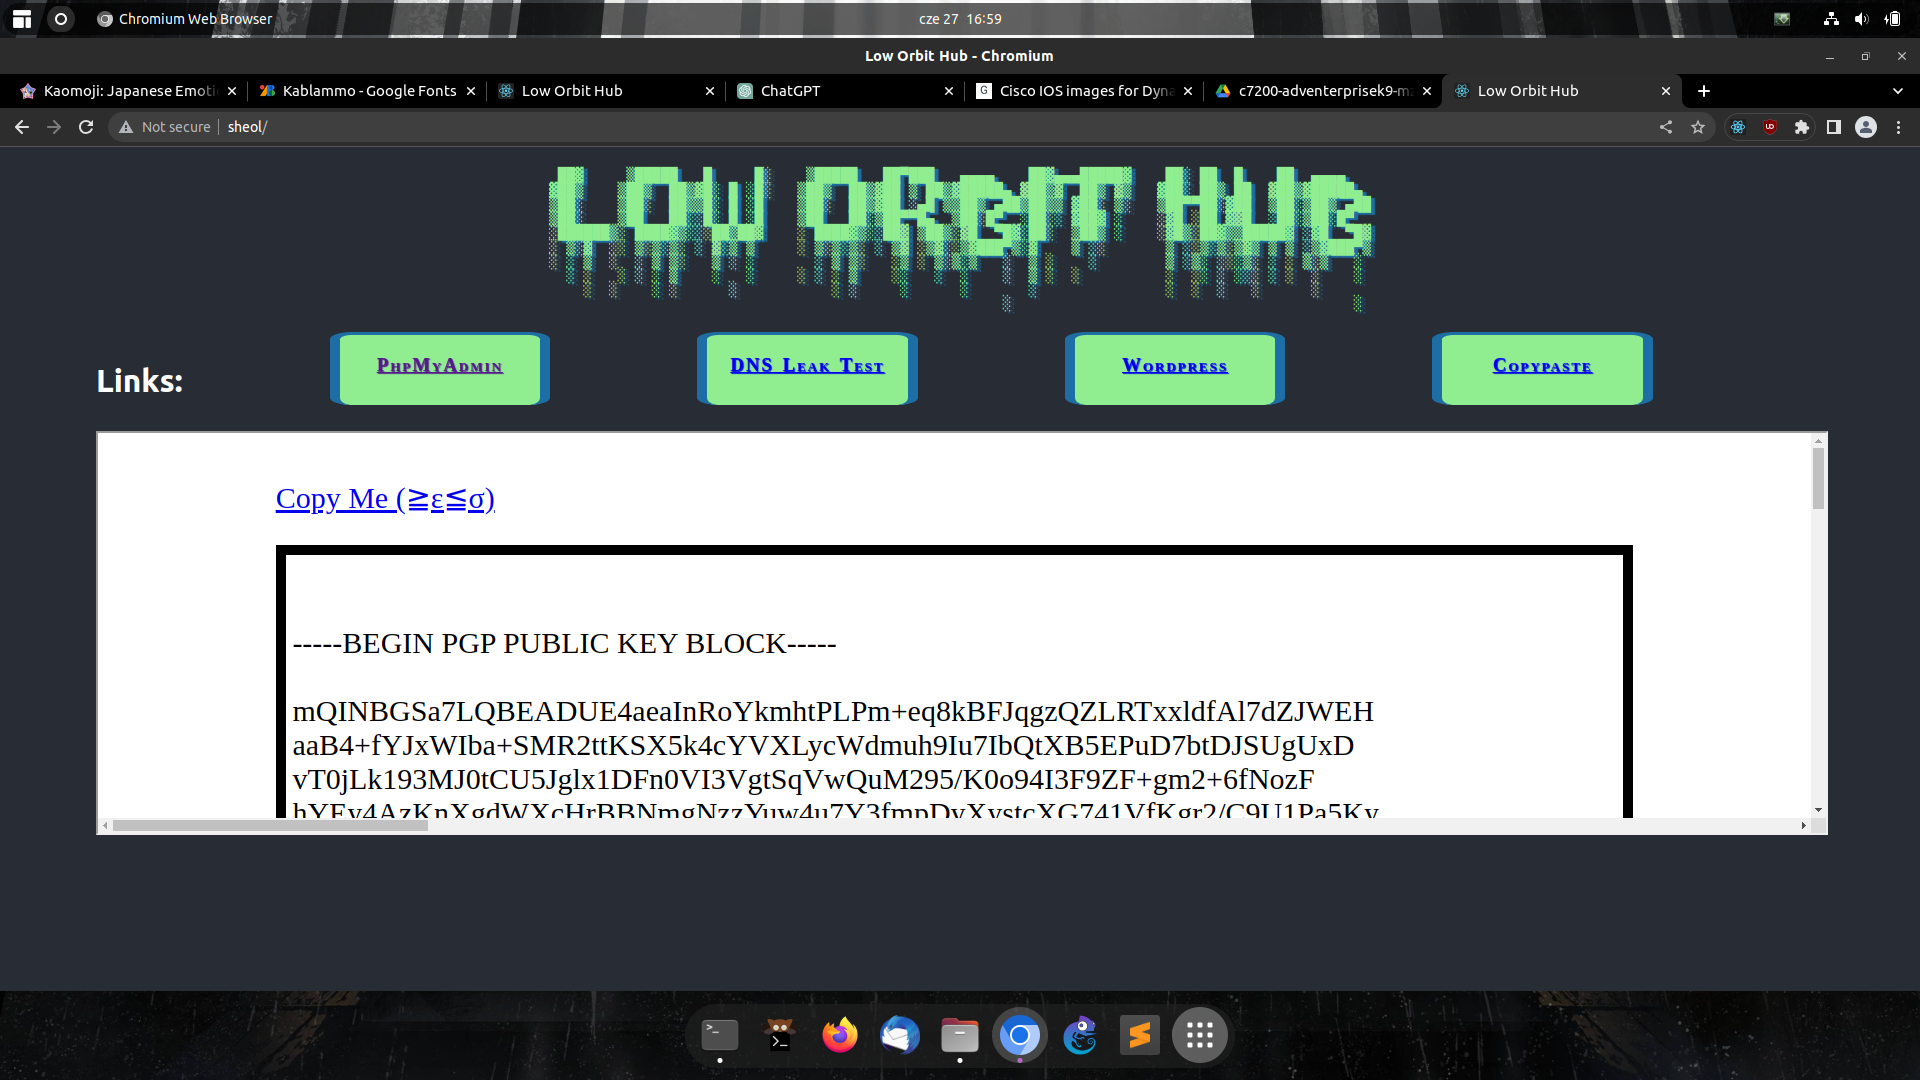 Chromium Web Browser
cze 27 16:59
Low Orbit Hub - Chromium
Kaomoji: Japanese Emoti
Kablammo - Google Fonts
Low Orbit Hub
ChatGPT
Cisco IOS images for Dyna
c7200-adventerprisek9-mz
Low Orbit Hub
Not secure
sheol/
LOW ORBIT HUB
Links:
PhpMyAdmin
DNS Leak Test
Wordpress
Copypaste
Copy Me (≧ε≦σ)
-----BEGIN PGP PUBLIC KEY BLOCK-----
mQINBGSa7LQBEADUE4aeaInRoYkmhtPLPm+eq8kBFJqgzQZLRTxxldfAl7dZJWEH
aaB4+fYJxWIba+SMR2ttKSX5k4cYVXLycWdmuh9Iu7IbQtXB5EPuD7btDJSUgUxD
vT0jLk193MJ0tCU5Jglx1DFn0VI3VgtSqVwQuM295/K0o94I3F9ZF+gm2+6fNozF